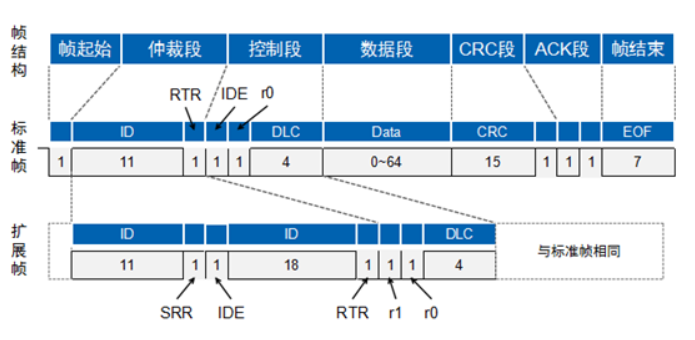 帧结构
帧起始 仲裁段 控制段 数据段 CRC段 ACK段 帧结束
RTR IDE r0
标准帧
ID DLC Data CRC EOF
1 11 1 1 1 4 0~64 15 1 1 1 7
扩展帧
ID ID DLC
11 1 1 18 1 1 1 4
与标准帧相同
SRR IDE RTR r1 r0